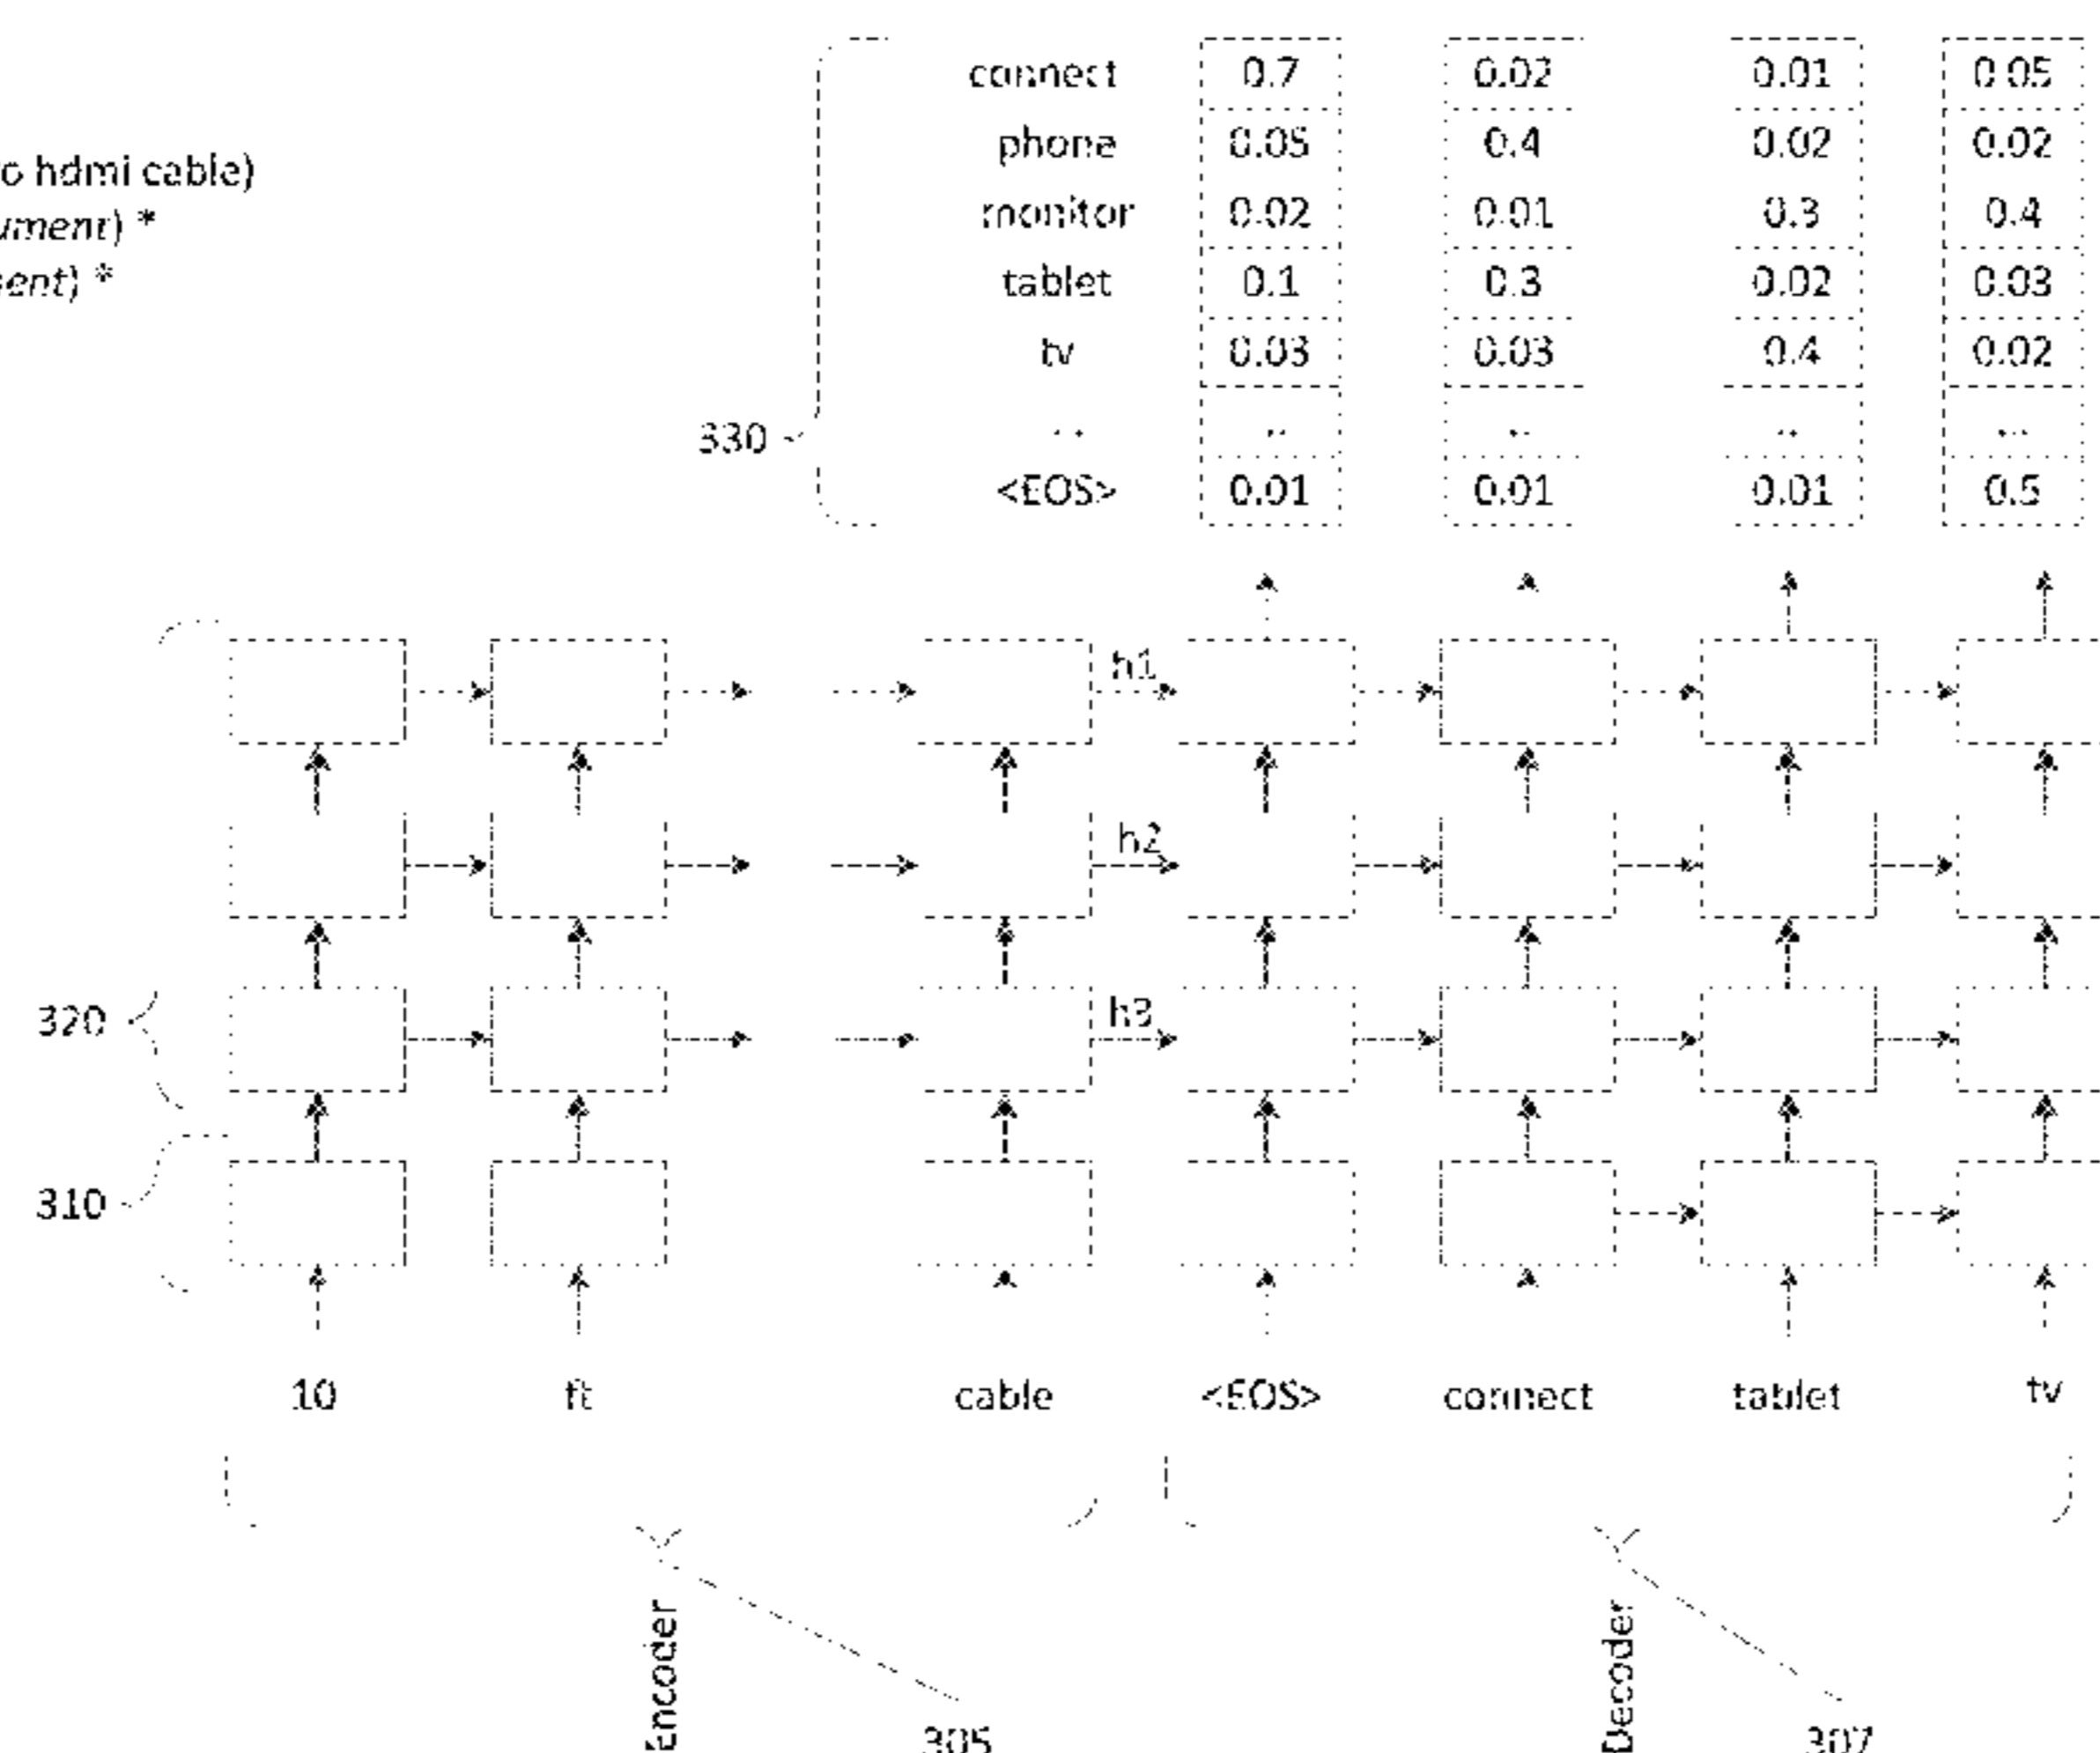 connect 0.7 0.02 0.01 0.05
phone 0.05 0.4 0.02 0.02
o hdmi cable)
monitor 0.02 0.01 0.3 0.4
ument) *
tablet 0.1 0.3 0.02 0.03
sent) *
tv 0.03 0.03 0.4 0.02
330 .. .. .. .. ..
<EOS> 0.01 0.01 0.01 0.5
h1
h2
320 h3
310
10 ft cable <EOS> connect tablet tv
Encoder Decoder
305 307